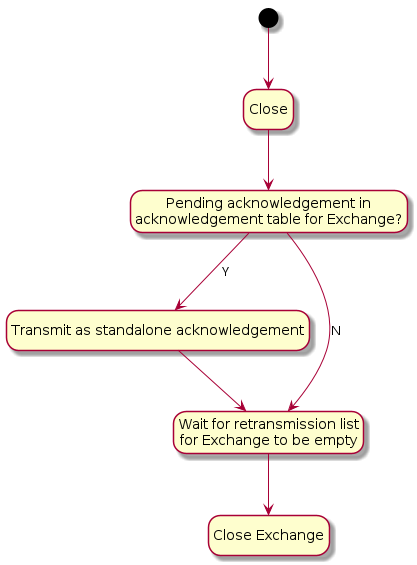 Close
Pending acknowledgement in
acknowledgement table for Exchange?
Y
Transmit as standalone acknowledgement
N
Wait for retransmission list
for Exchange to be empty
Close Exchange